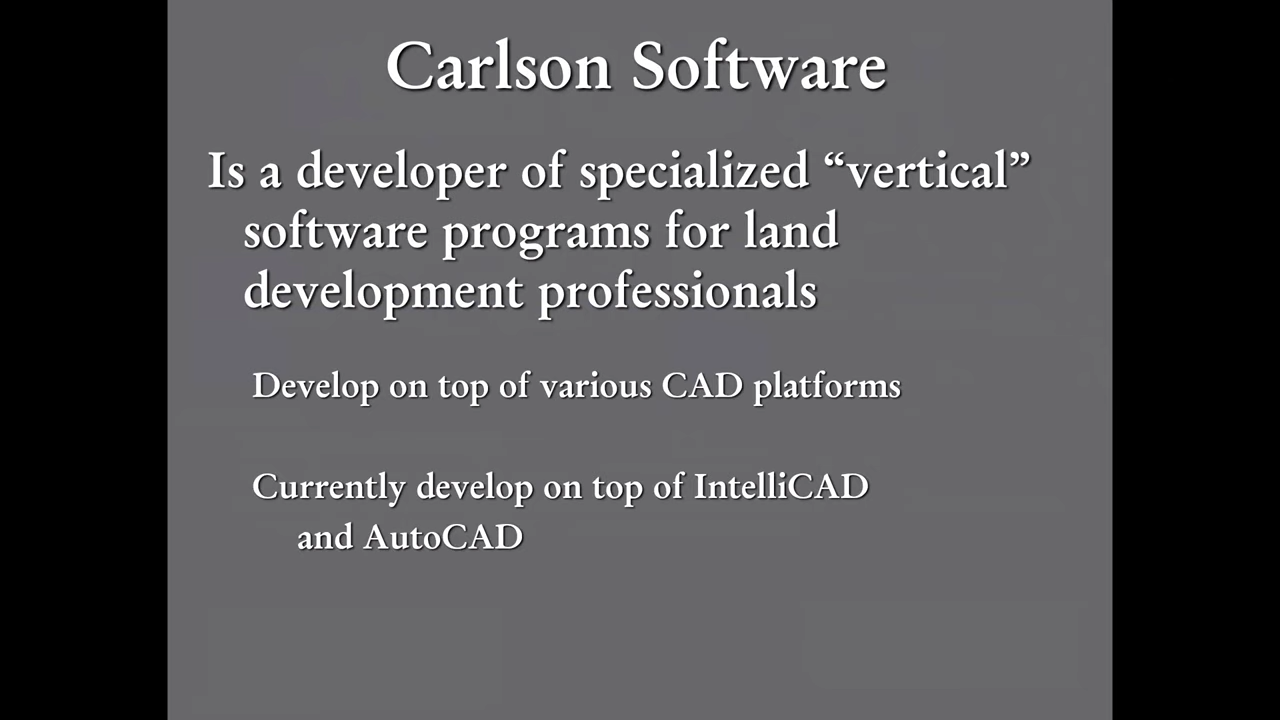 Carlson Software
Is a developer of specialized “vertical”
software programs for land
development professionals
Develop on top of various CAD platforms
Currently develop on top of IntelliCAD
and AutoCAD